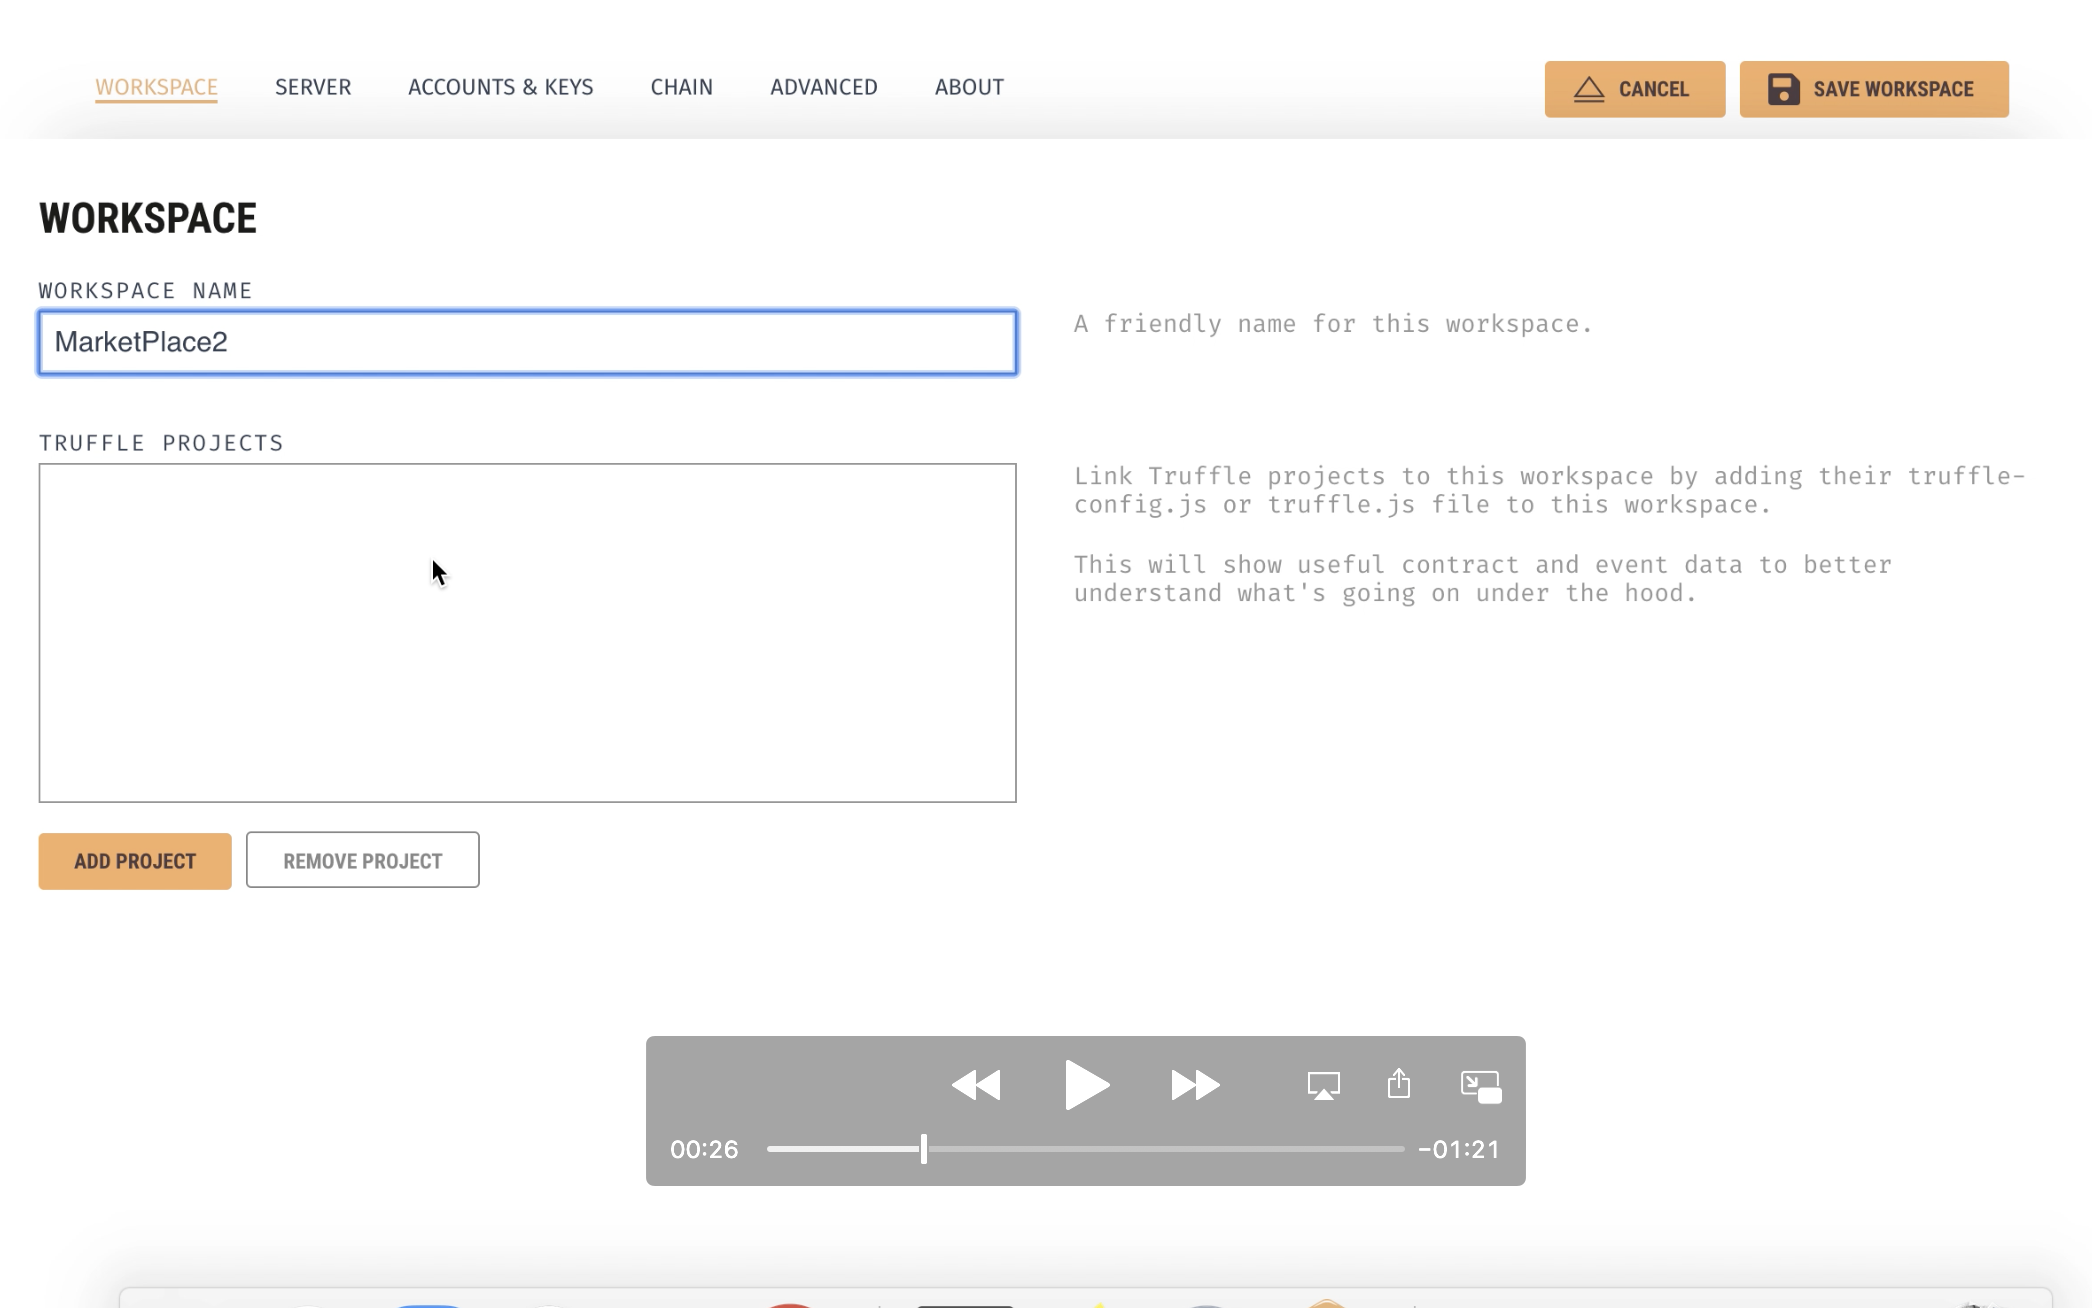 WORKSPACE SERVER ACCOUNTS & KEYS CHAIN ADVANCED ABOUT CANCEL SAVE WORKSPACE
WORKSPACE
WORKSPACE NAME
MarketPlace2
A friendly name for this workspace.
TRUFFLE PROJECTS
Link Truffle projects to this workspace by adding their truffle-
config.js or truffle.js file to this workspace.
This will show useful contract and event data to better
understand what's going on under the hood.
ADD PROJECT REMOVE PROJECT
00:26 -01:21